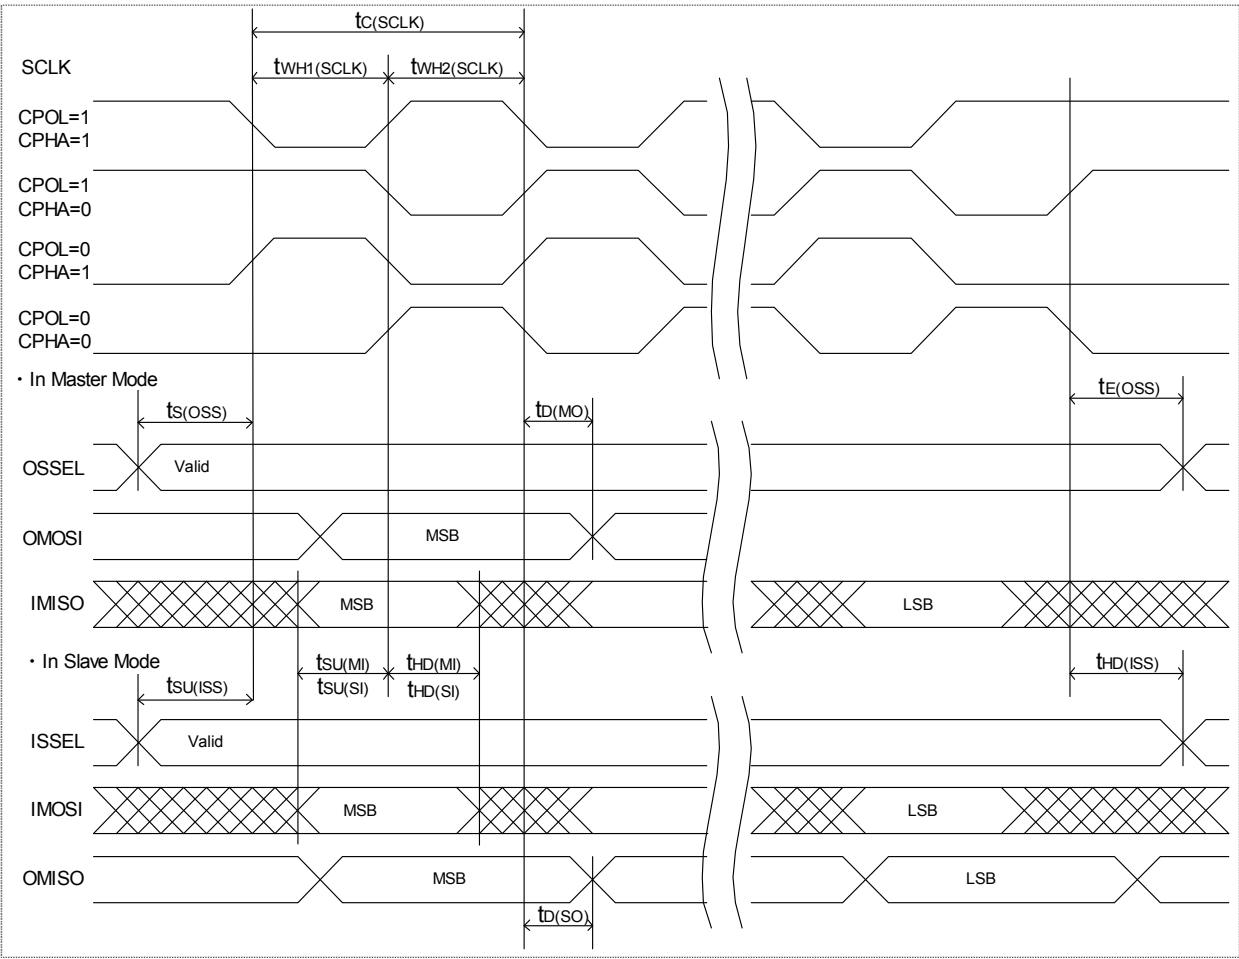 tC(SCLK)
SCLK
tWH1(SCLK) tWH2(SCLK)
CPOL=1
CPHA=1
CPOL=1
CPHA=0
CPOL=0
CPHA=1
CPOL=0
CPHA=0
・In Master Mode
tS(OSS) tD(MO) tE(OSS)
OSSEL Valid
OMOSI MSB
IMISO MSB LSB
・In Slave Mode
tSU(MI) tHD(MI) tHD(ISS)
tSU(ISS) tSU(SI) tHD(SI)
ISSEL Valid
IMOSI MSB LSB
OMISO MSB LSB
tD(SO)